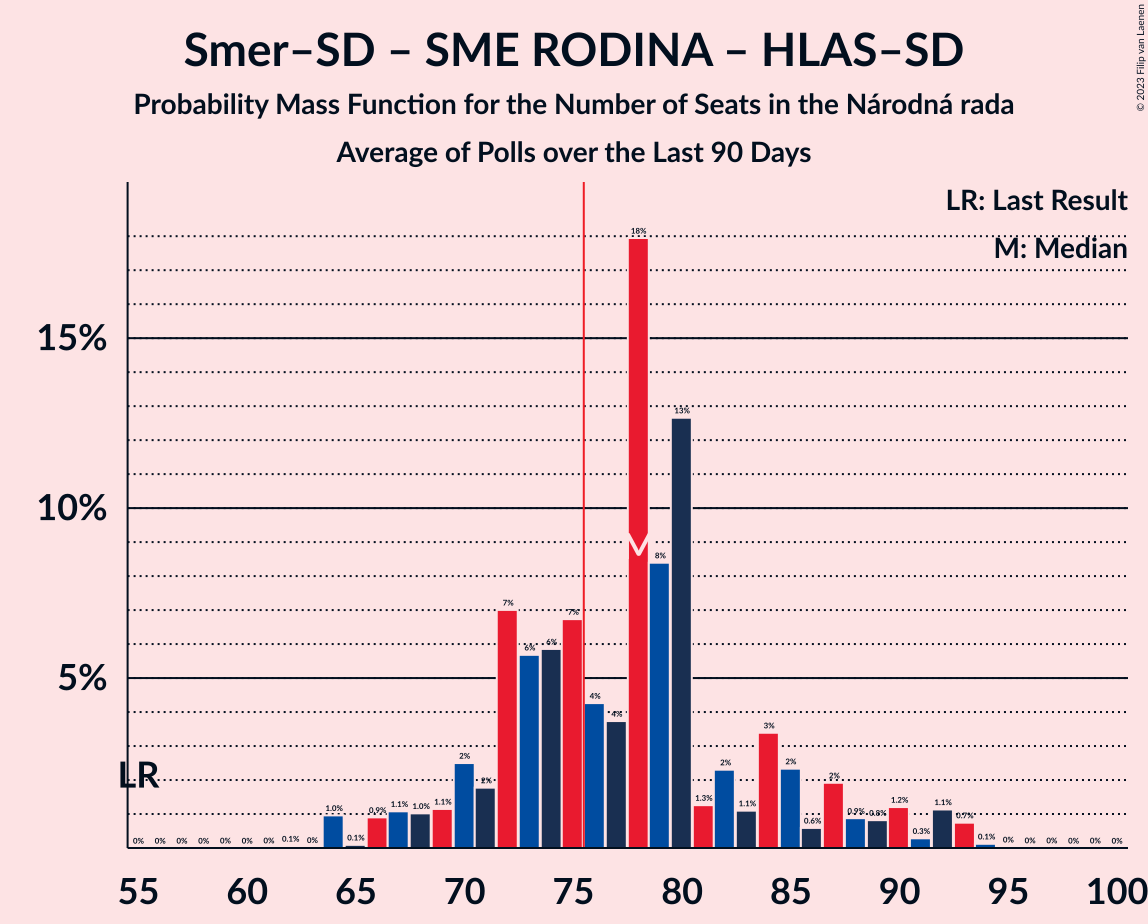 Smer–SD – SME RODINA – HLAS–SD
Probability Mass Function for the Number of Seats in the Národná rada
Average of Polls over the Last 90 Days
© 2023 Filip van Laenen
LR: Last Result
M: Median
15%
10%
5%
LR
M
0% 0% 0% 0% 0% 0% 0% 0.1% 0% 1.0% 0.1% 0.9% 1.1% 1.0% 1.1% 2% 2% 7% 6% 6% 7% 4% 4% 18% 8% 13% 1.3% 2% 1.1% 3% 2% 0.6% 2% 0.9% 0.8% 1.2% 0.3% 1.1% 0.7% 0.1% 0% 0% 0% 0% 0% 0%
55 60 65 70 75 80 85 90 95 100